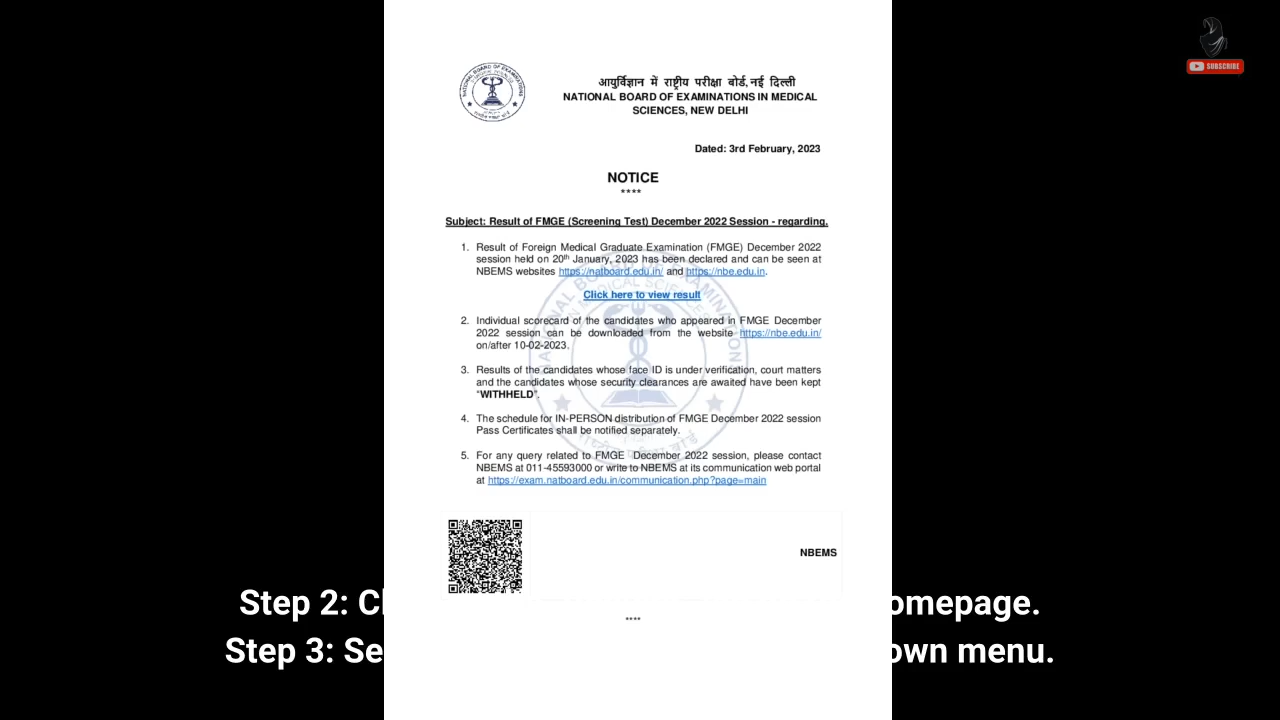 SUBSCRIBE
NATIONAL BOARD OF EXAMINATIONS
आयुर्विज्ञान में राष्ट्रीय परीक्षा बोर्ड, नई दिल्ली
NATIONAL BOARD OF EXAMINATIONS IN MEDICAL
SCIENCES, NEW DELHI
Dated: 3rd February, 2023
NOTICE
****
Subject: Result of FMGE (Screening Test) December 2022 Session - regarding.
1. Result of Foreign Medical Graduate Examination (FMGE) December 2022
session held on 20th January, 2023 has been declared and can be seen at
NBEMS websites https://natboard.edu.in/ and https://nbe.edu.in.
Click here to view result
2. Individual scorecard of the candidates who appeared in FMGE December
2022 session can be downloaded from the website https://nbe.edu.in/
on/after 10-02-2023.
3. Results of the candidates whose face ID is under verification, court matters
and the candidates whose security clearances are awaited have been kept
"WITHHELD".
4. The schedule for IN-PERSON distribution of FMGE December 2022 session
Pass Certificates shall be notified separately.
5. For any query related to FMGE December 2022 session, please contact
NBEMS at 011-45593000 or write to NBEMS at its communication web portal
at https://exam.natboard.edu.in/communication.php?page=main
NBEMS
Step 2: Cl omepage.
****
Step 3: Se own menu.